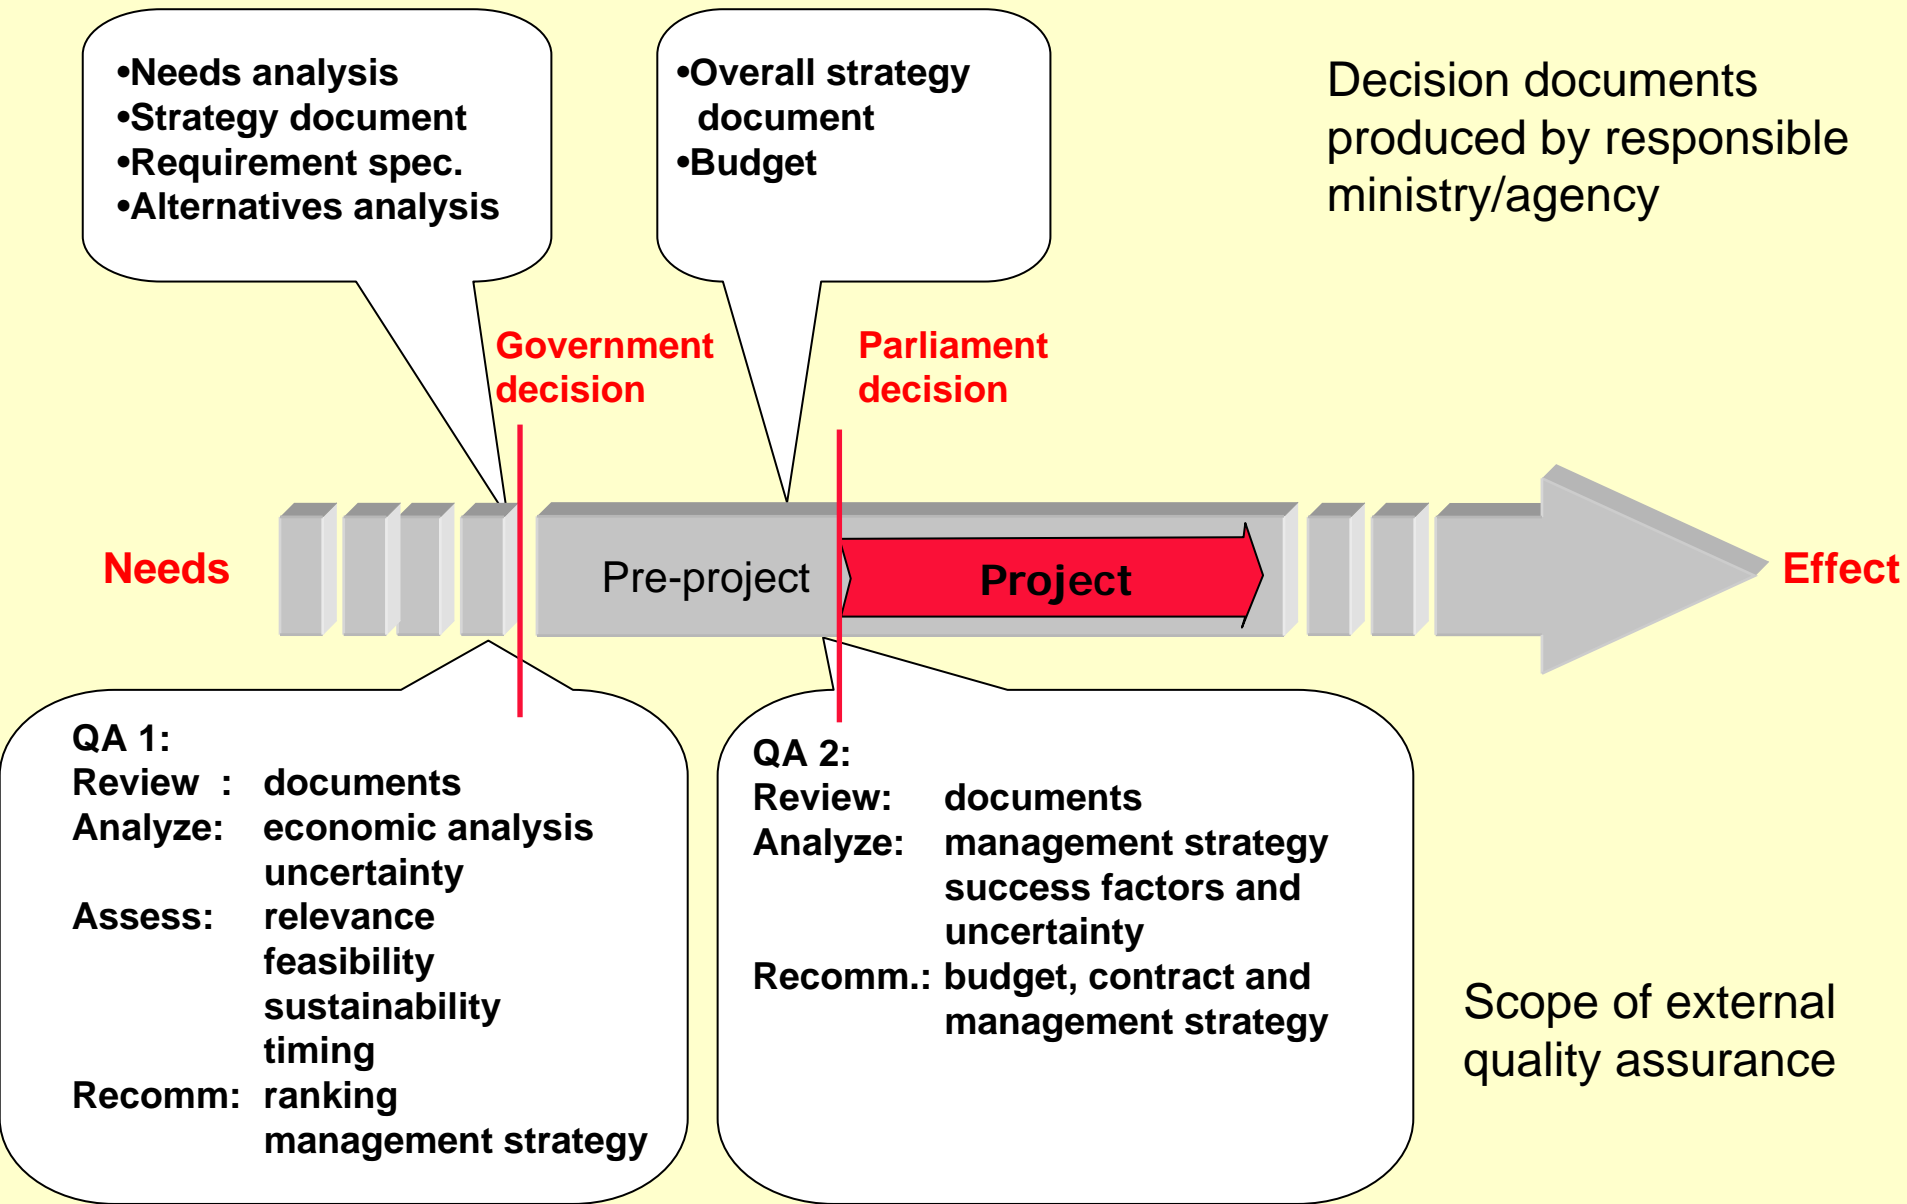 •Needs analysis
•Strategy document
•Requirement spec.
•Alternatives analysis
•Overall strategy
document
•Budget
Decision documents
produced by responsible
ministry/agency
Government
decision
Parliament
decision
Needs
Pre-project
Project
Effect
QA 1:
Review : documents
Analyze: economic analysis
uncertainty
Assess: relevance
feasibility
sustainability
timing
Recomm: ranking
management strategy
QA 2:
Review: documents
Analyze: management strategy
success factors and
uncertainty
Recomm.: budget, contract and
management strategy
Scope of external
quality assurance